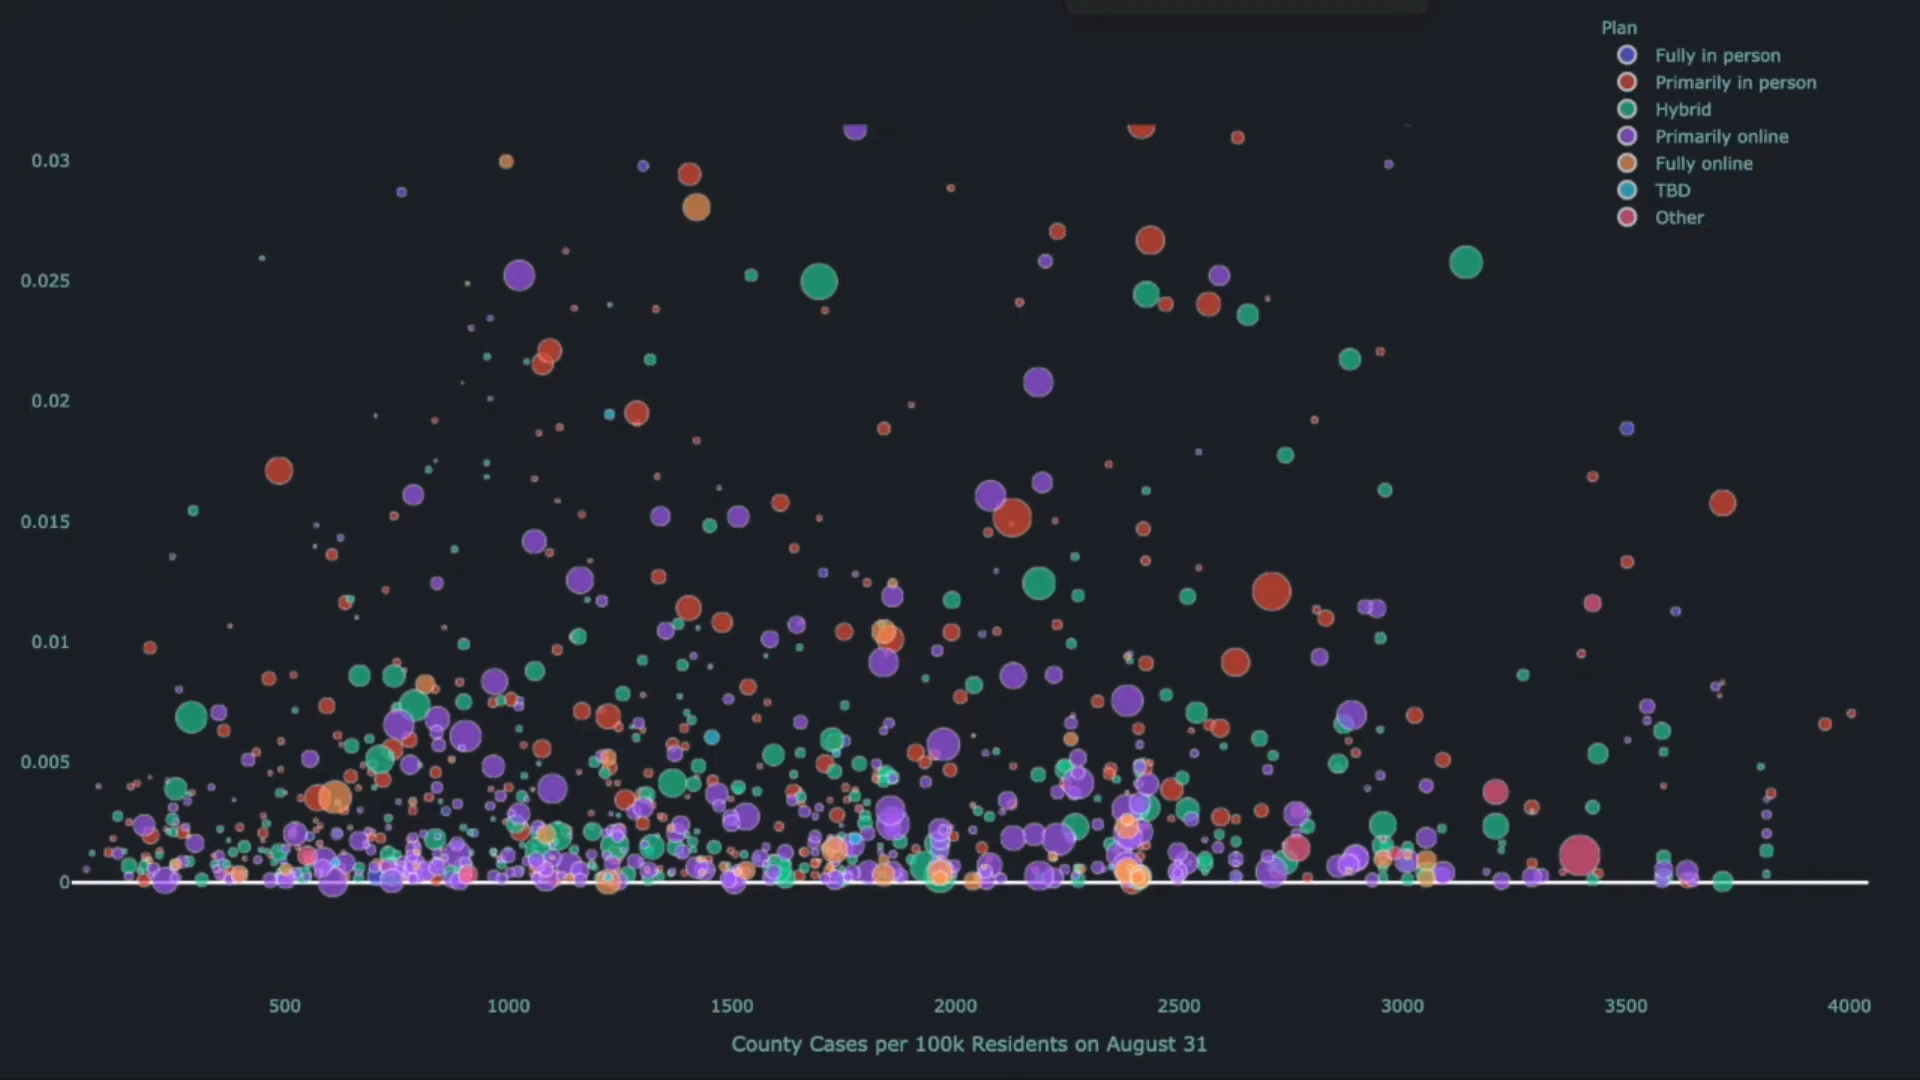 Plan
Fully in person
Primarily in person
Hybrid
Primarily online
Fully online
TBD
Other
0.03
0.025
0.02
0.015
0.01
0.005
0
500 1000 1500 2000 2500 3000 3500 4000
County Cases per 100k Residents on August 31